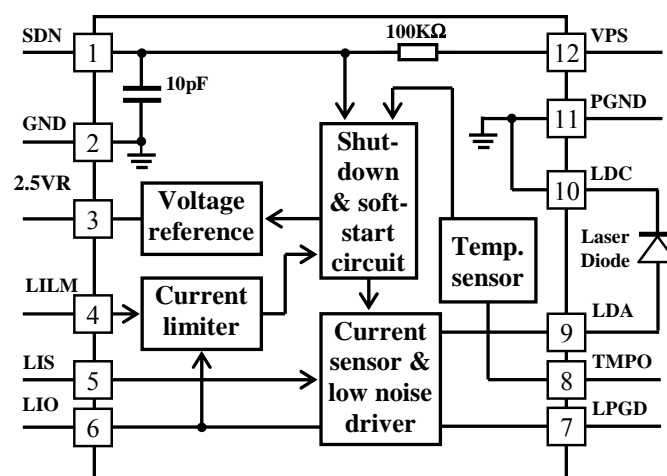 SDN
1
10pF
100KΩ
12
VPS
GND
2
11
PGND
2.5VR
3
Voltage
reference
Shut-
down
& soft-
start
circuit
Temp.
sensor
10
LDC
Laser
Diode
LILM
4
Current
limiter
Current
sensor &
low noise
driver
9
LDA
LIS
5
8
TMPO
LIO
6
7
LPGD